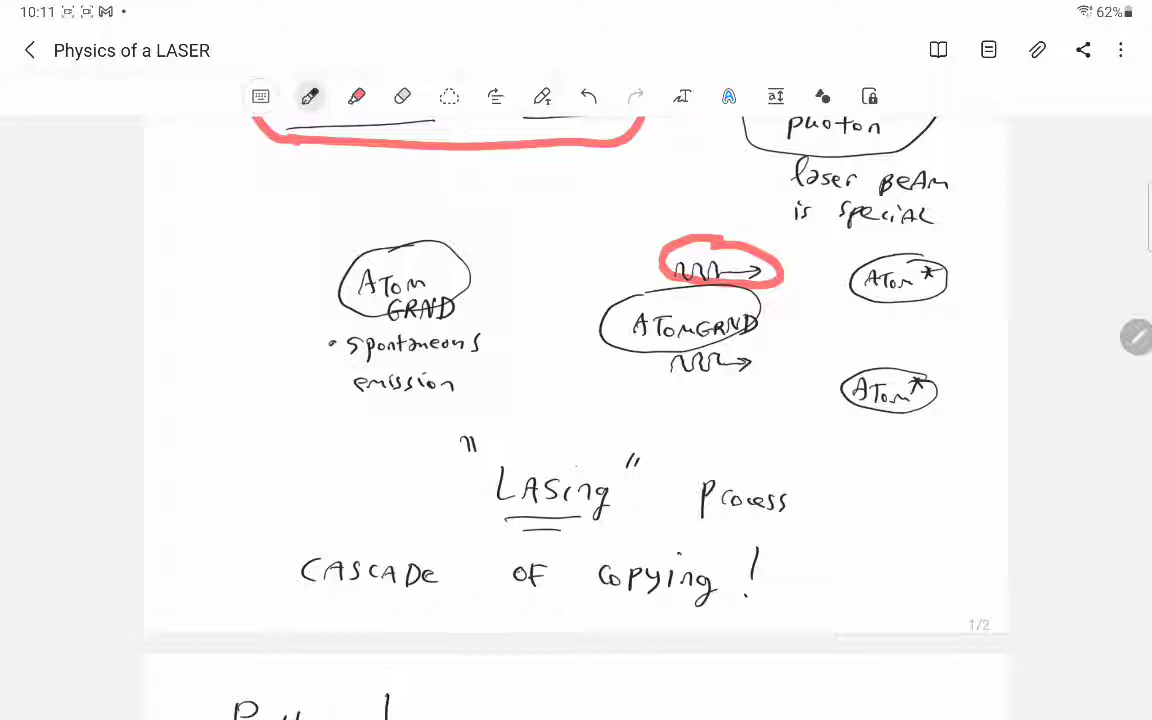 10:11
62%
Physics of a LASER
photon
laser BEAM
is special
ATom
GRND
• spontaneous
emission
ATomGRND
ATom*
ATom*
"LASing" Process
CASCADE OF copying!
1/2